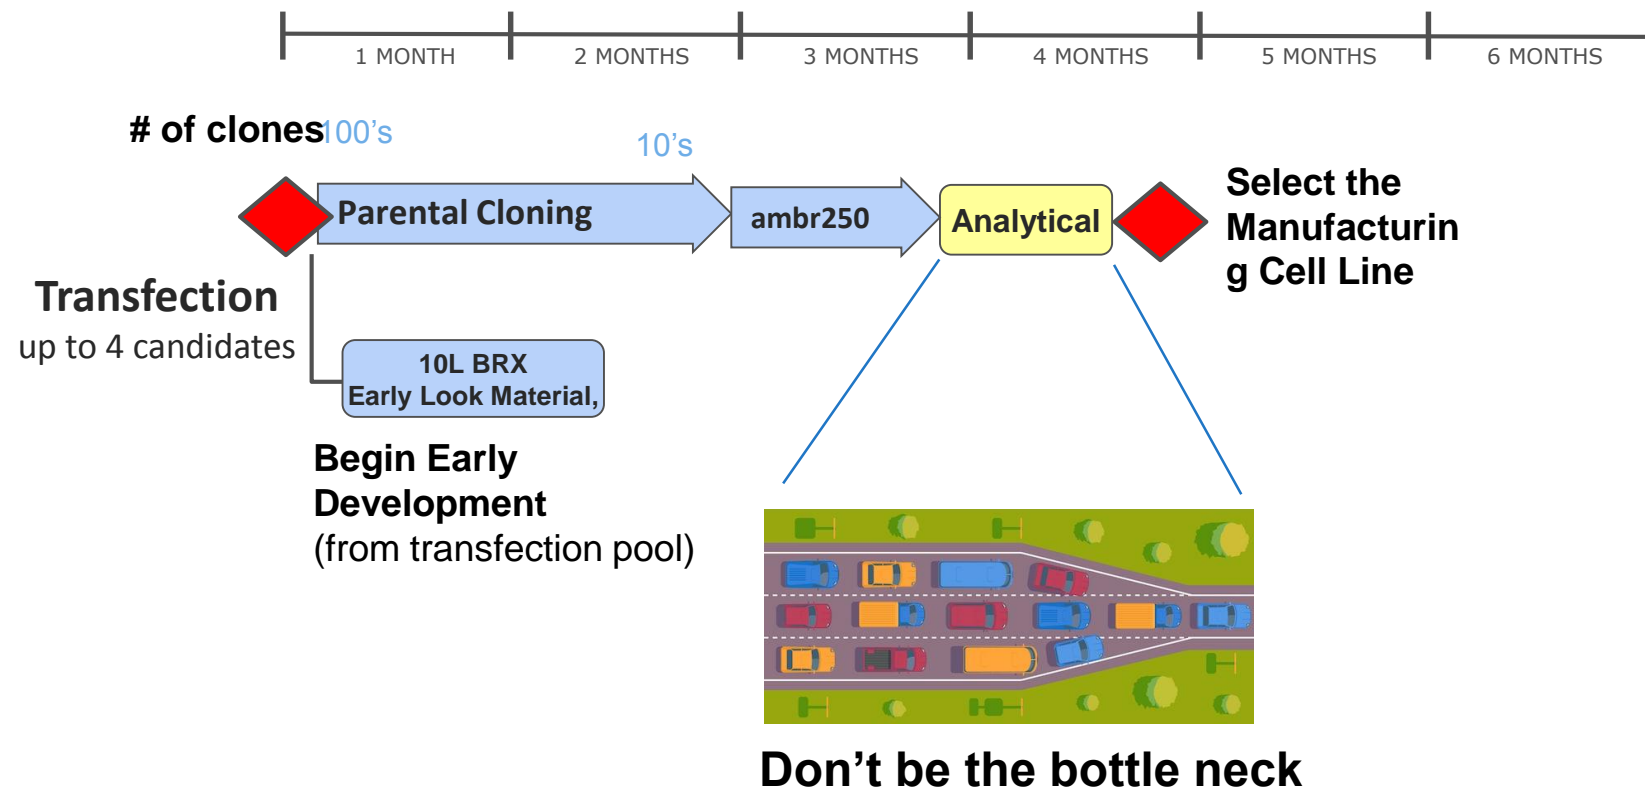 1 MONTH
2 MONTHS
3 MONTHS
4 MONTHS
5 MONTHS
6 MONTHS
# of clones
100's
10's
Parental Cloning
ambr250
Analytical
Select the
Manufacturin
g Cell Line
Transfection
up to 4 candidates
10L BRX
Early Look Material,
Begin Early
Development
(from transfection pool)
Don't be the bottle neck